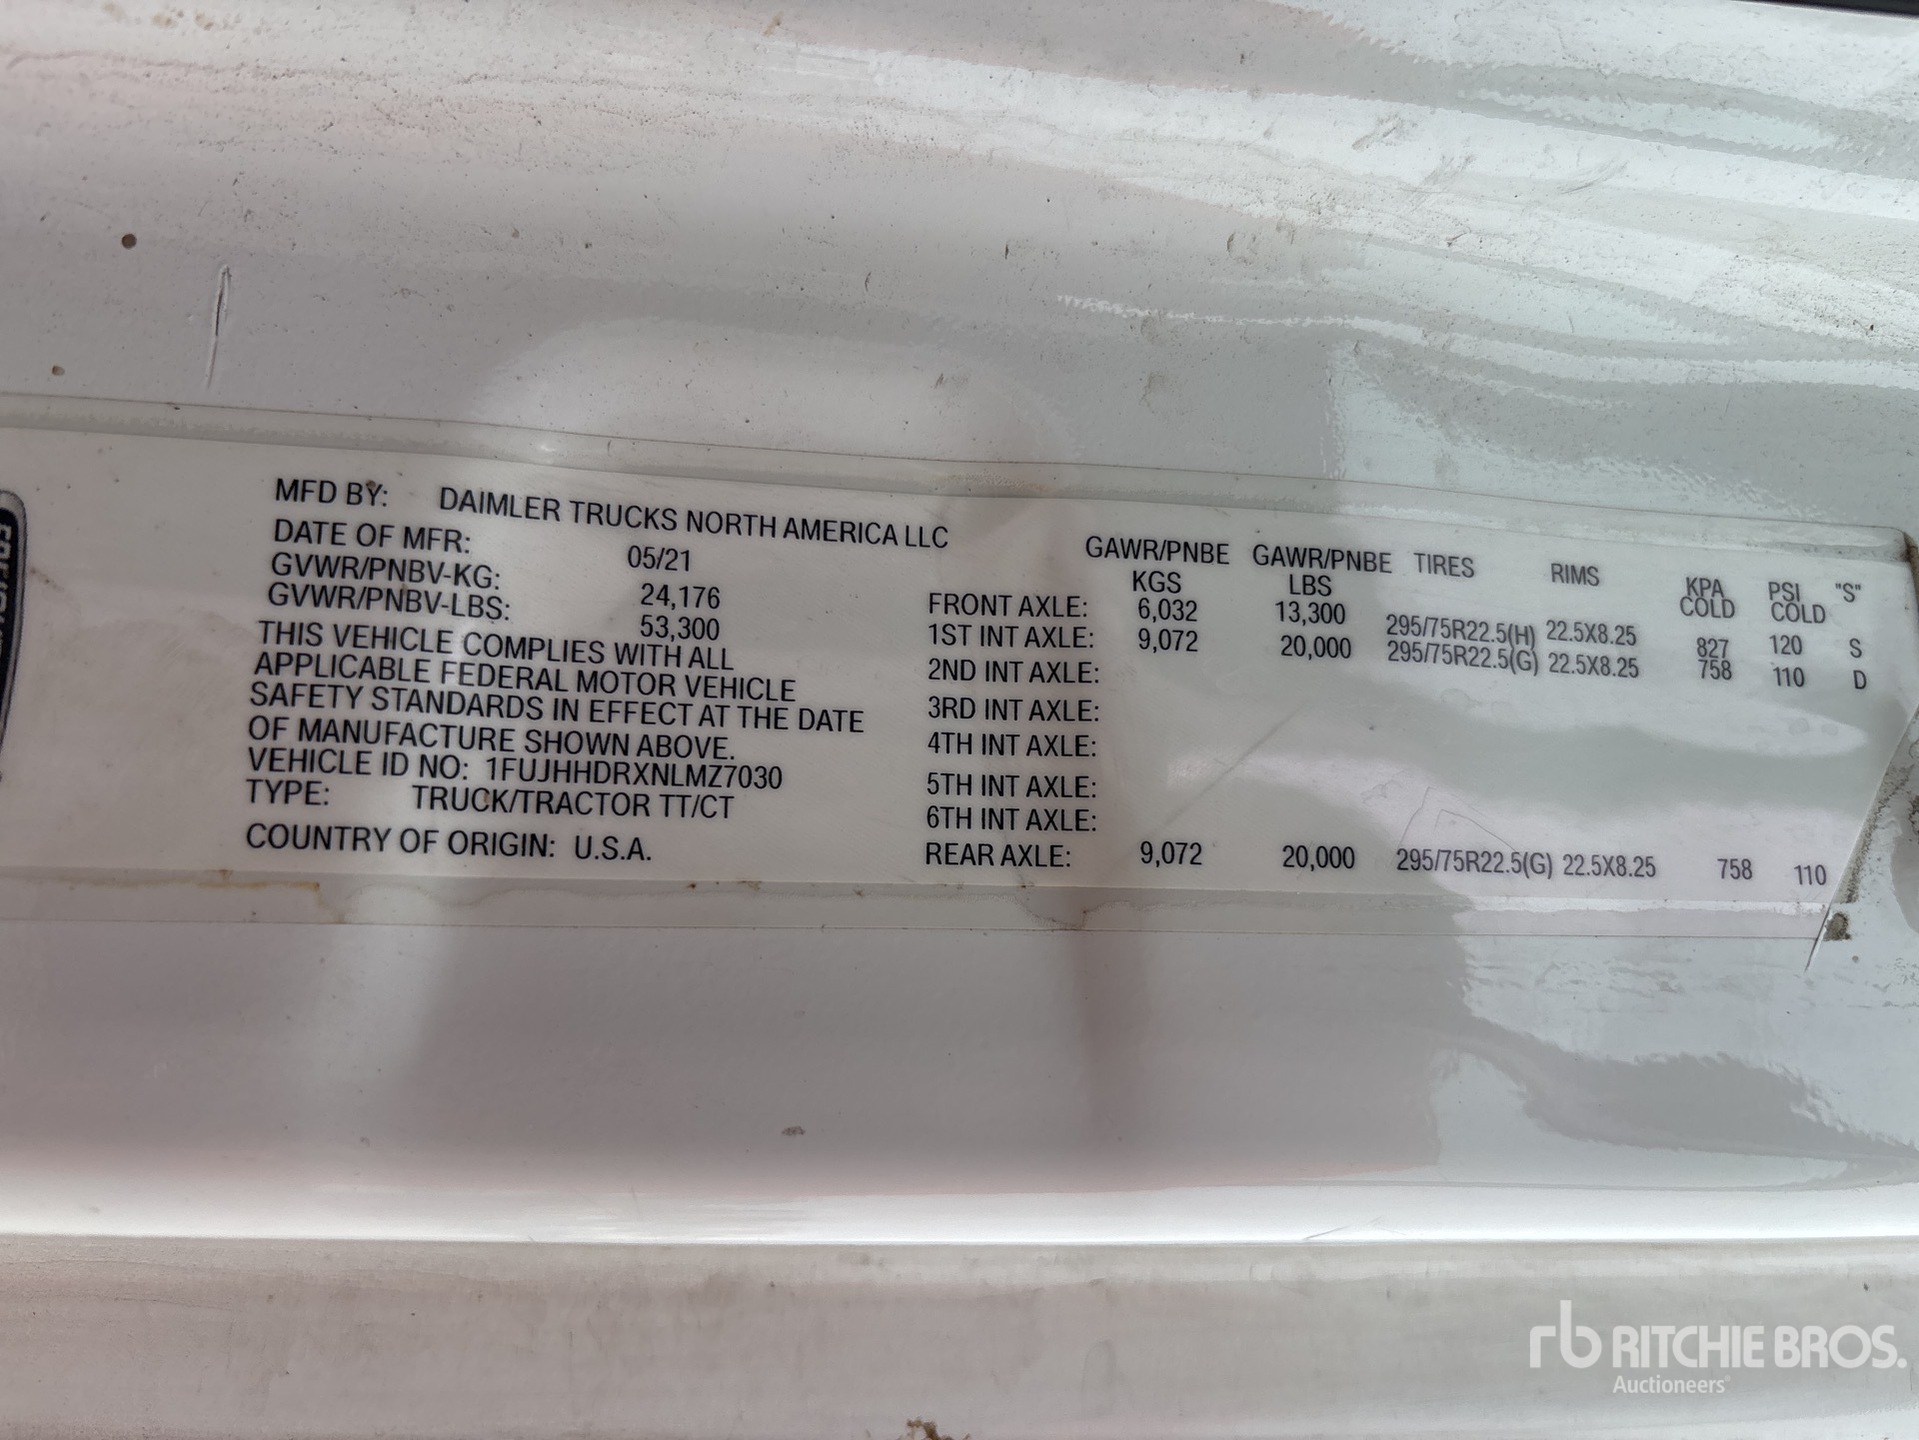 MFD BY: DAIMLER TRUCKS NORTH AMERICA LLC
DATE OF MFR: 05/21
GVWR/PNBV-KG: 24,176
GVWR/PNBV-LBS: 53,300
THIS VEHICLE COMPLIES WITH ALL
APPLICABLE FEDERAL MOTOR VEHICLE
SAFETY STANDARDS IN EFFECT AT THE DATE
OF MANUFACTURE SHOWN ABOVE.
VEHICLE ID NO: 1FUJHHDRXNLMZ7030
TYPE: TRUCK/TRACTOR TT/CT
COUNTRY OF ORIGIN: U.S.A.
GAWR/PNBE GAWR/PNBE TIRES RIMS KPA PSI "S"
KGS LBS COLD COLD
FRONT AXLE: 6,032 13,300 295/75R22.5(H) 22.5X8.25 827 120 S
1ST INT AXLE: 9,072 20,000 295/75R22.5(G) 22.5X8.25 758 110 D
2ND INT AXLE:
3RD INT AXLE:
4TH INT AXLE:
5TH INT AXLE:
6TH INT AXLE:
REAR AXLE: 9,072 20,000 295/75R22.5(G) 22.5X8.25 758 110
rb RITCHIE BROS.
Auctioneers